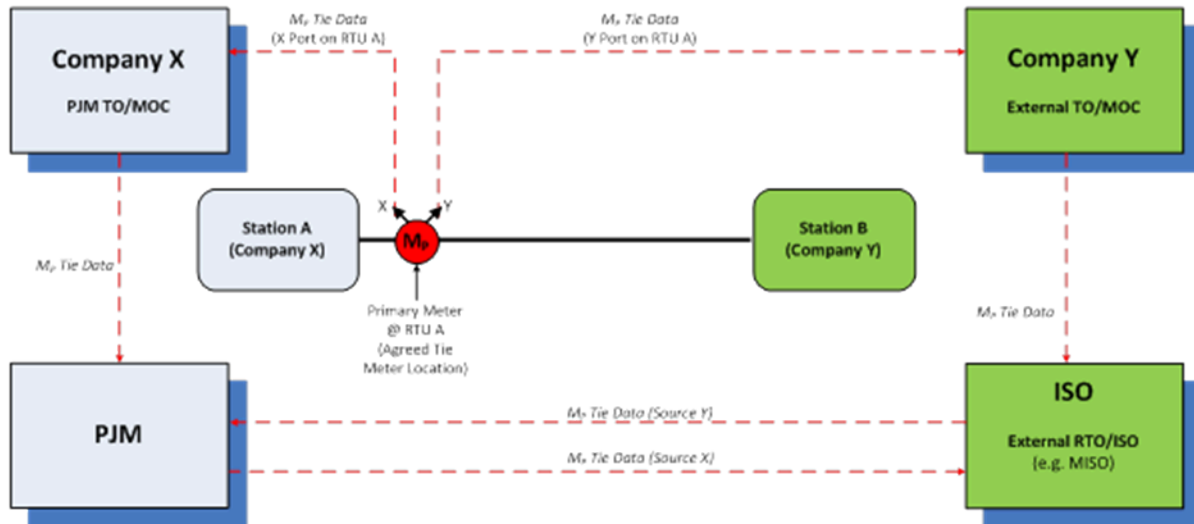 Mₚ Tie Data
(X Port on RTU A)
Mₚ Tie Data
(Y Port on RTU A)
Company X
PJM TO/MOC
Company Y
External TO/MOC
X
Y
Station A
(Company X)
Mₚ
Station B
(Company Y)
Mₚ Tie Data
Primary Meter
@ RTU A
(Agreed Tie
Meter Location)
Mₚ Tie Data
PJM
Mₚ Tie Data (Source Y)
Mₚ Tie Data (Source X)
ISO
External RTO/ISO
(e.g. MISO)